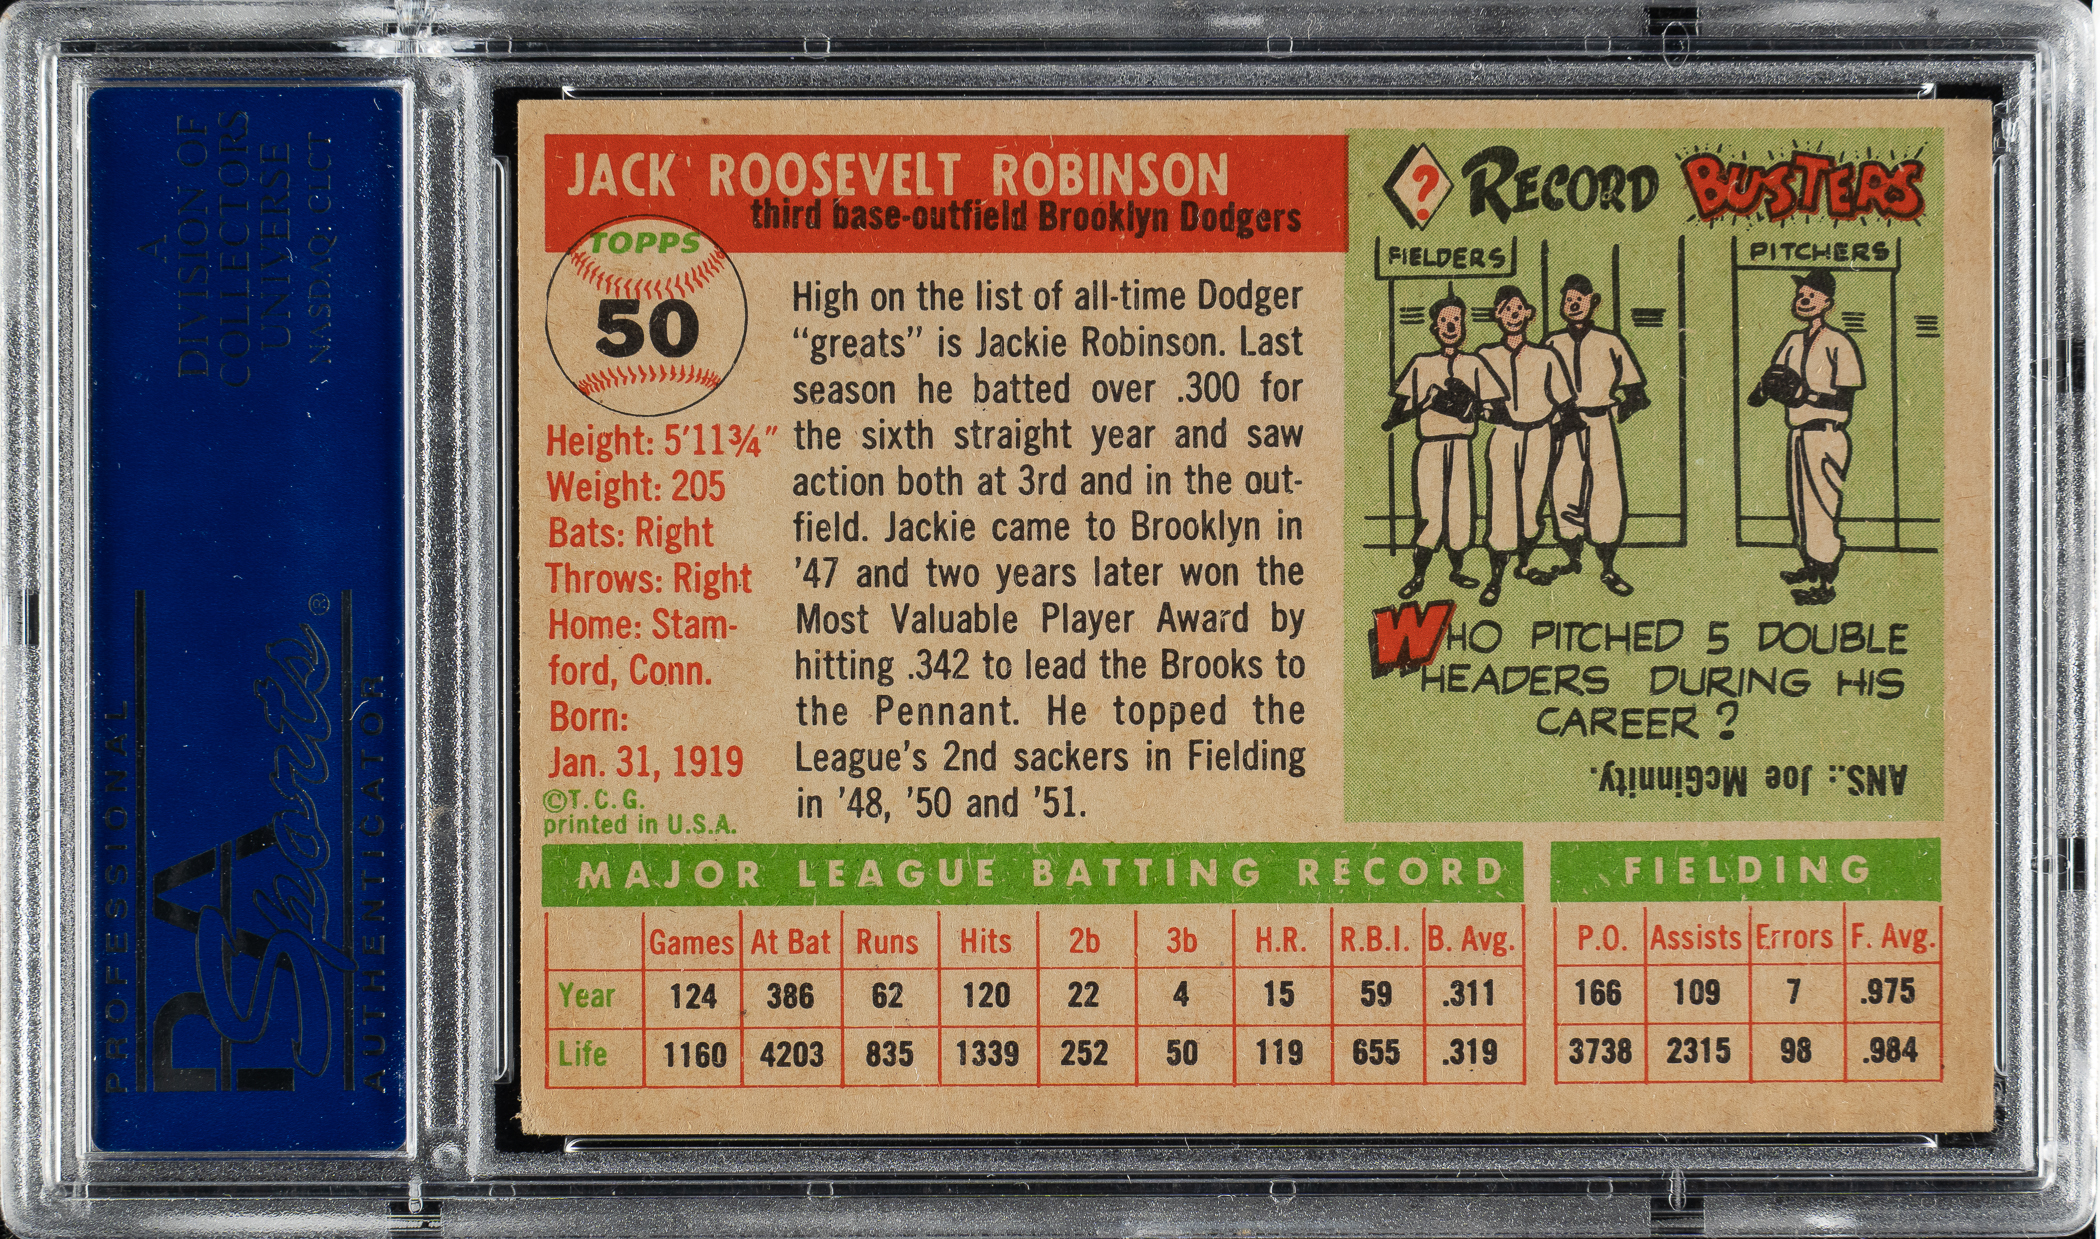 A
DIVISION OF
COLLECTORS
UNIVERSE
NASDAQ: CLCT
PROFESSIONAL
PSA
Sports®
AUTHENTICATOR
JACK ROOSEVELT ROBINSON
third base-outfield Brooklyn Dodgers
TOPPS
50
Height: 5'11¾"
Weight: 205
Bats: Right
Throws: Right
Home: Stam-
ford, Conn.
Born:
Jan. 31, 1919
©T.C.G.
printed in U.S.A.
High on the list of all-time Dodger
“greats” is Jackie Robinson. Last
season he batted over .300 for
the sixth straight year and saw
action both at 3rd and in the out-
field. Jackie came to Brooklyn in
'47 and two years later won the
Most Valuable Player Award by
hitting .342 to lead the Brooks to
the Pennant. He topped the
League's 2nd sackers in Fielding
in '48, '50 and '51.
? RECORD BUSTERS
FIELDERS
PITCHERS
WHO PITCHED 5 DOUBLE
HEADERS DURING HIS
CAREER?
ANS.: Joe McGinnity.
MAJOR LEAGUE BATTING RECORD
Games At Bat Runs Hits 2b 3b H.R. R.B.I. B. Avg.
Year 124 386 62 120 22 4 15 59 .311
Life 1160 4203 835 1339 252 50 119 655 .319
FIELDING
P.O. Assists Errors F. Avg.
166 109 7 .975
3738 2315 98 .984